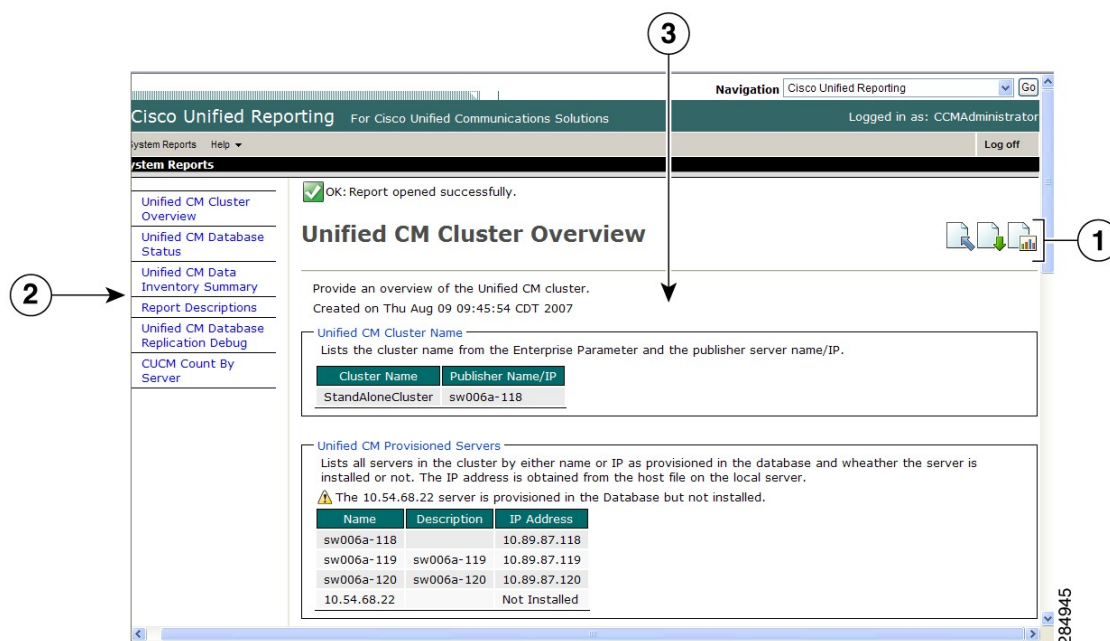 3
Navigation Cisco Unified Reporting Go
Cisco Unified Reporting For Cisco Unified Communications Solutions Logged in as: CCMAdministrator
ystem Reports Help Log off
ystem Reports
OK: Report opened successfully.
Unified CM Cluster Overview
Unified CM Database Status
Unified CM Data Inventory Summary
Report Descriptions
Unified CM Database Replication Debug
CUCM Count By Server
2
Unified CM Cluster Overview
1
Provide an overview of the Unified CM cluster.
Created on Thu Aug 09 09:45:54 CDT 2007
Unified CM Cluster Name
Lists the cluster name from the Enterprise Parameter and the publisher server name/IP.
Cluster Name Publisher Name/IP
StandAloneCluster sw006a-118
Unified CM Provisioned Servers
Lists all servers in the cluster by either name or IP as provisioned in the database and wheather the server is
installed or not. The IP address is obtained from the host file on the local server.
The 10.54.68.22 server is provisioned in the Database but not installed.
Name Description IP Address
sw006a-118 10.89.87.118
sw006a-119 sw006a-119 10.89.87.119
sw006a-120 sw006a-120 10.89.87.120
10.54.68.22 Not Installed
284945